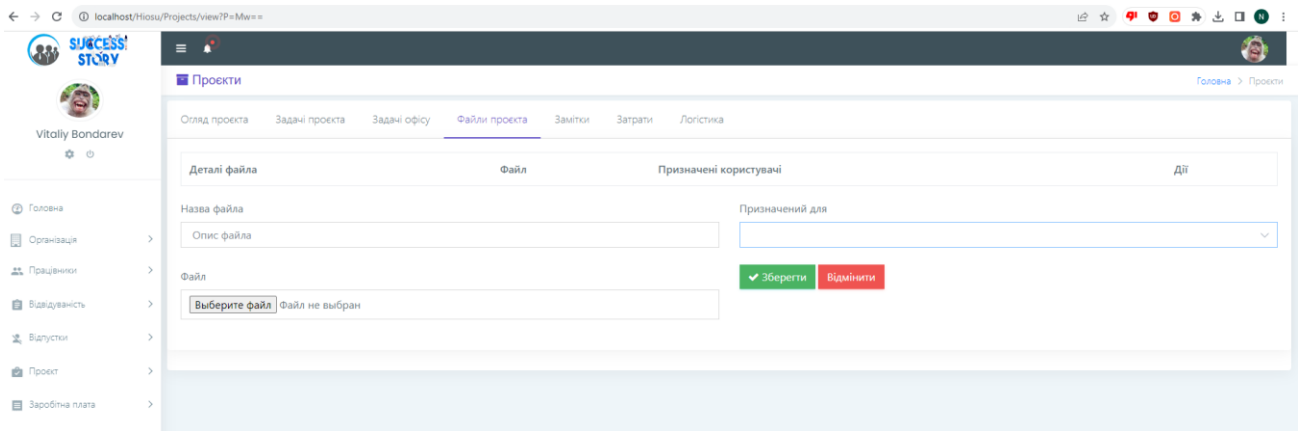 localhost/Hiosu/Projects/view?P=Mw==
N
SUCCESS
STORY
Vitaliy Bondarev
Головна
Організація
Працівники
Відвідуваність
Відпустки
Проєкт
Заробітна плата
Проєкти
Головна > Проєкти
Огляд проєкта Задачі проєкта Задачі офісу Файли проєкта Замітки Затрати Логістика
Деталі файла Файл Призначені користувачі Дії
Назва файла Призначений для
Опис файла
Файл
Зберегти Відмінити
Выберите файл Файл не выбран